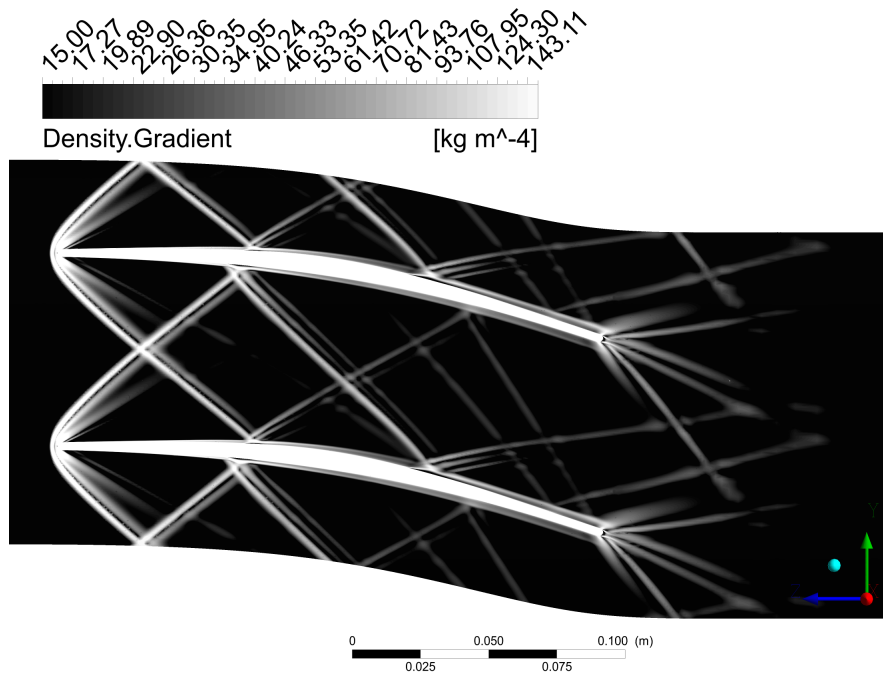 15.00 17.27 19.89 22.90 26.36 30.35 34.95 40.24 46.33 53.35 61.42 70.72 81.43 93.76 107.95 124.30 143.11
Density.Gradient [kg m^-4]
Y
0 0.050 0.100 (m)
0.025 0.075